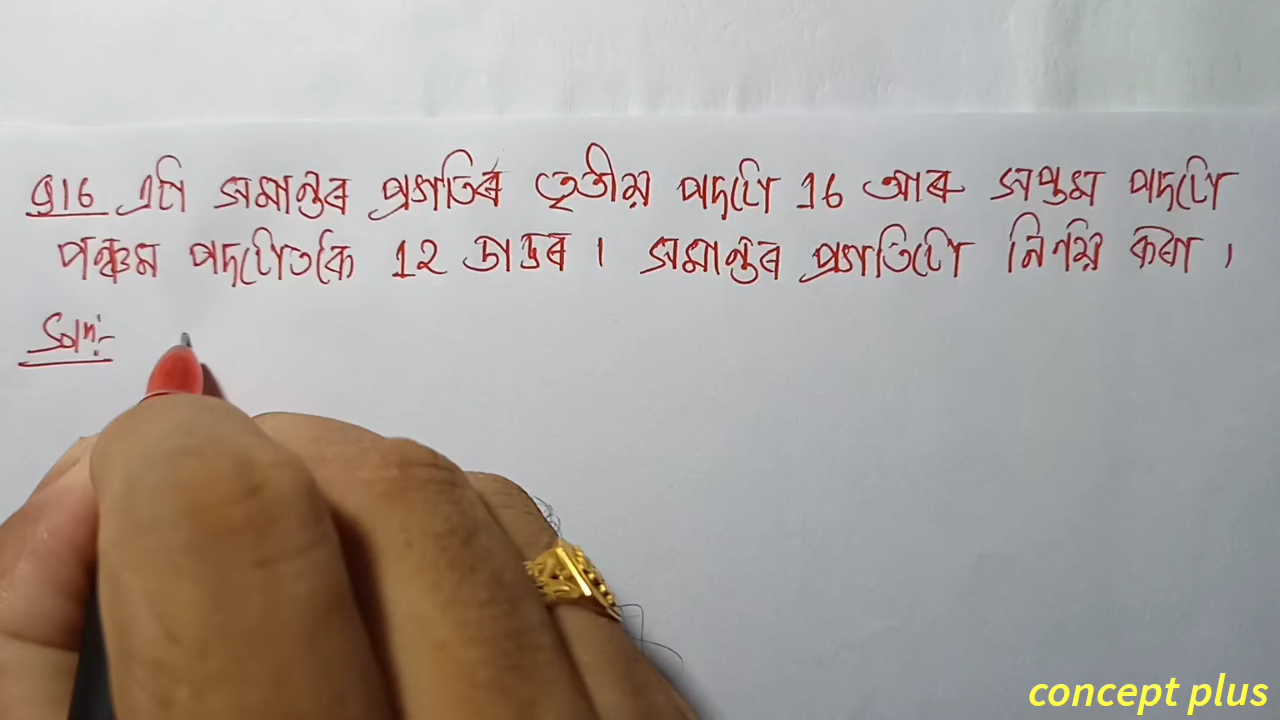 Q16 এটা সমান্তৰ প্ৰগতিৰ তৃতীয় পদটো 16 আৰু সপ্তম পদটো
পঞ্চম পদটোতকৈ 12 ডাঙৰ । সমান্তৰ প্ৰগতিটো নিৰ্ণয় কৰা ।
concept plus